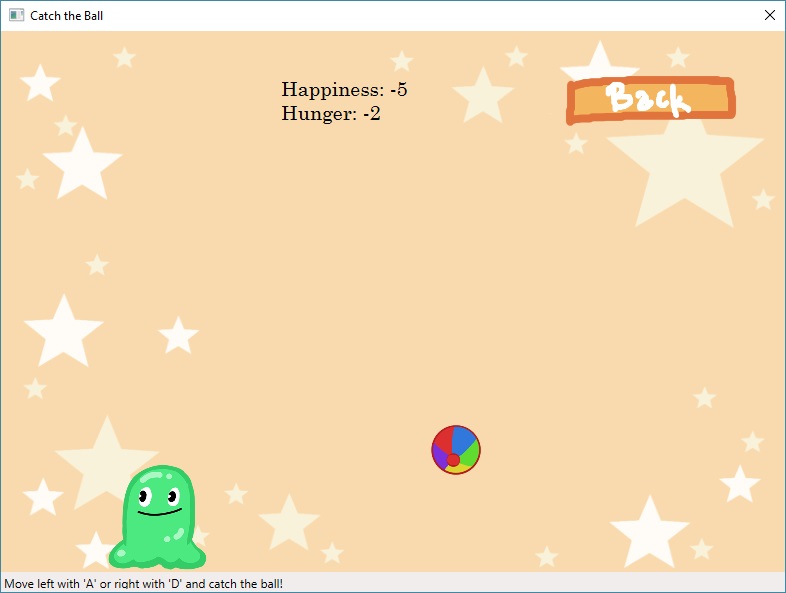 Catch the Ball
Happiness: -5
Hunger: -2
Back
Move left with 'A' or right with 'D' and catch the ball!